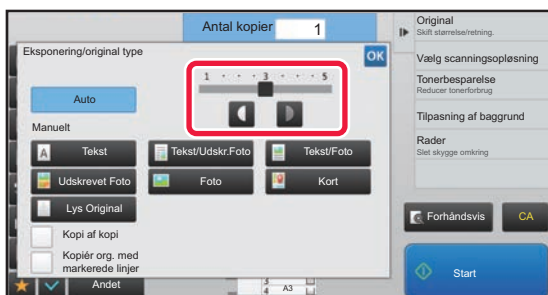 Antal kopier 1
Eksponering/original type
OK
1 · · · 3 · · · 5
Auto
Manuelt
Tekst
Tekst/Udskr.Foto
Tekst/Foto
Udskrevet Foto
Foto
Kort
Lys Original
Kopi af kopi
Kopiér org. med
markerede linjer
Andet
3
4
A3
Original
Skift størrelse/retning.
Vælg scanningsopløsning
Tonerbesparelse
Reducer tonerforbrug
Tilpasning af baggrund
Rader
Slet skygge omkring
Forhåndsvis
CA
Start